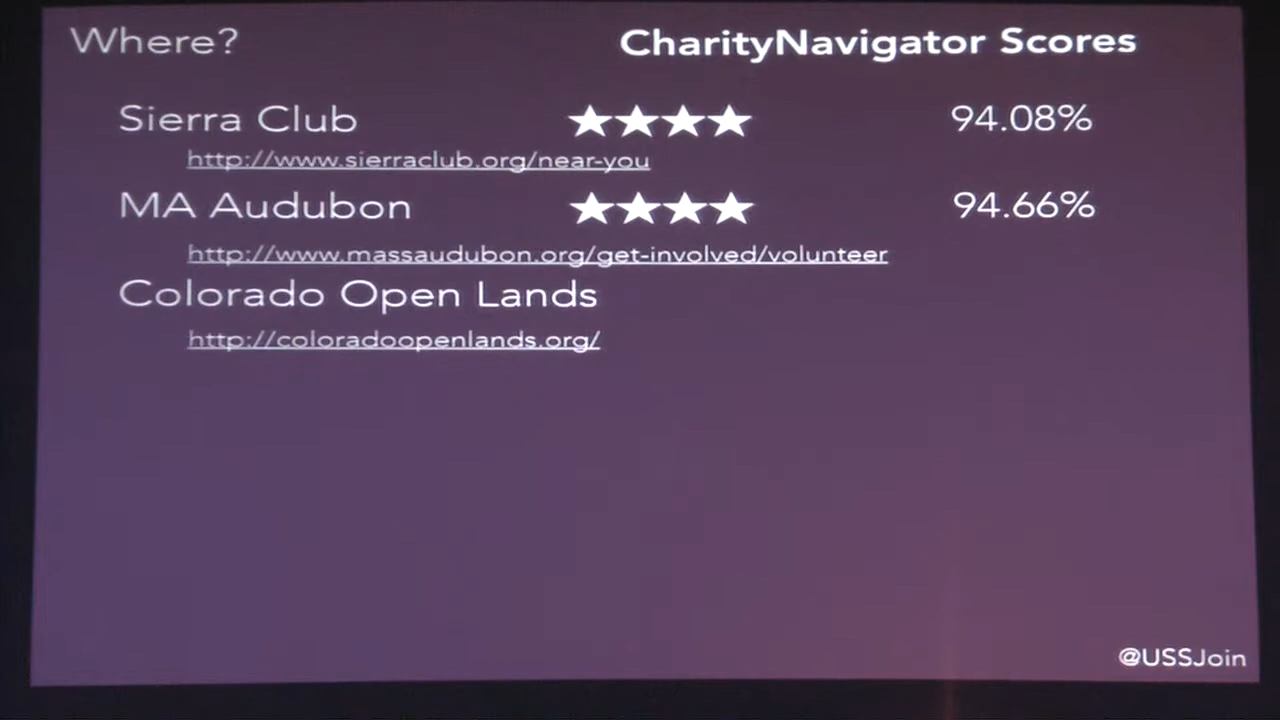 Where? CharityNavigator Scores
Sierra Club ★★★★ 94.08%
http://www.sierraclub.org/near-you
MA Audubon ★★★★ 94.66%
http://www.massaudubon.org/get-involved/volunteer
Colorado Open Lands
http://coloradoopenlands.org/
@USSJoin